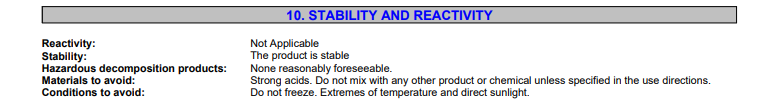 10. STABILITY AND REACTIVITY
Reactivity: Not Applicable
Stability: The product is stable
Hazardous decomposition products: None reasonably foreseeable.
Materials to avoid: Strong acids. Do not mix with any other product or chemical unless specified in the use directions.
Conditions to avoid: Do not freeze. Extremes of temperature and direct sunlight.